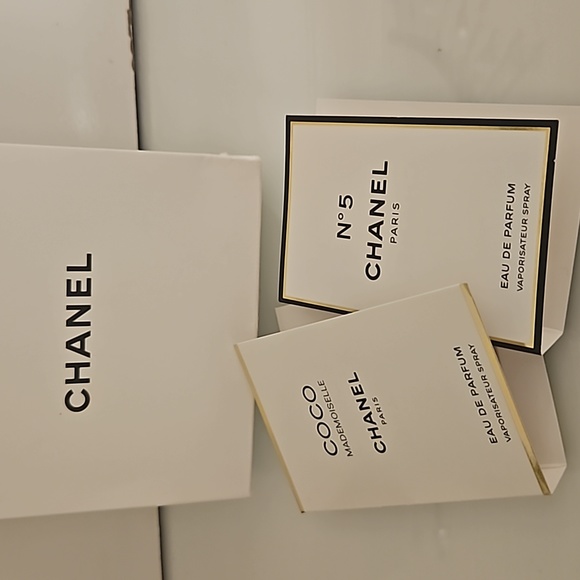 CHANEL
N°5
CHANEL
PARIS
EAU DE PARFUM
VAPORISATEUR SPRAY
COCO
MADEMOISELLE
CHANEL
PARIS
EAU DE PARFUM
VAPORISATEUR SPRAY